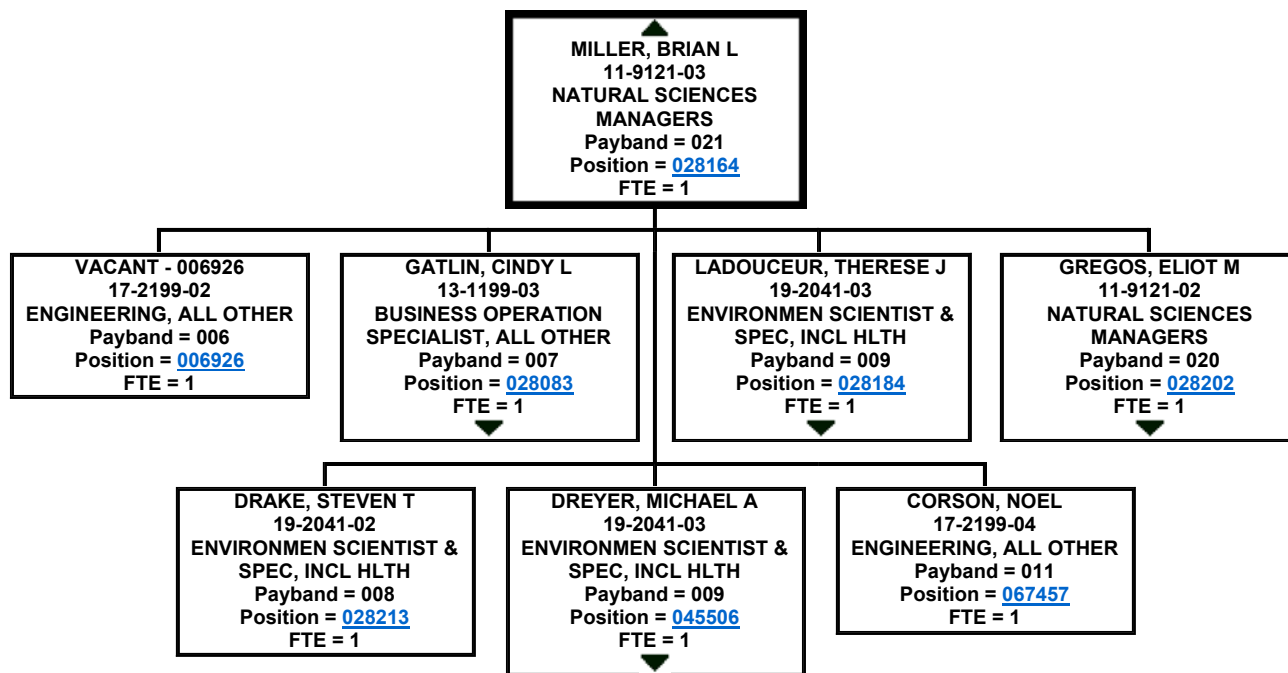 MILLER, BRIAN L
11-9121-03
NATURAL SCIENCES
MANAGERS
Payband = 021
Position = 028164
FTE = 1
VACANT - 006926
17-2199-02
ENGINEERING, ALL OTHER
Payband = 006
Position = 006926
FTE = 1
GATLIN, CINDY L
13-1199-03
BUSINESS OPERATION
SPECIALIST, ALL OTHER
Payband = 007
Position = 028083
FTE = 1
LADOUCEUR, THERESE J
19-2041-03
ENVIRONMEN SCIENTIST &
SPEC, INCL HLTH
Payband = 009
Position = 028184
FTE = 1
GREGOS, ELIOT M
11-9121-02
NATURAL SCIENCES
MANAGERS
Payband = 020
Position = 028202
FTE = 1
DRAKE, STEVEN T
19-2041-02
ENVIRONMEN SCIENTIST &
SPEC, INCL HLTH
Payband = 008
Position = 028213
FTE = 1
DREYER, MICHAEL A
19-2041-03
ENVIRONMEN SCIENTIST &
SPEC, INCL HLTH
Payband = 009
Position = 045506
FTE = 1
CORSON, NOEL
17-2199-04
ENGINEERING, ALL OTHER
Payband = 011
Position = 067457
FTE = 1